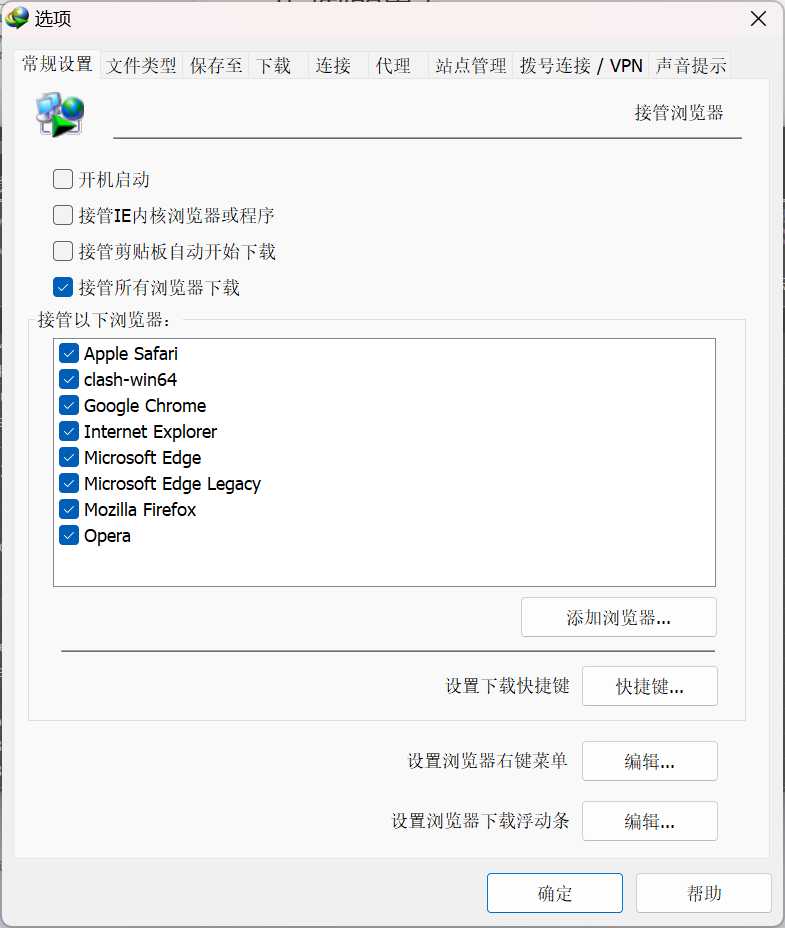 选项
常规设置 文件类型 保存至 下载 连接 代理 站点管理 拨号连接 / VPN 声音提示
接管浏览器
开机启动
接管IE内核浏览器或程序
接管剪贴板自动开始下载
接管所有浏览器下载
接管以下浏览器：
Apple Safari
clash-win64
Google Chrome
Internet Explorer
Microsoft Edge
Microsoft Edge Legacy
Mozilla Firefox
Opera
添加浏览器...
设置下载快捷键 快捷键...
设置浏览器右键菜单 编辑...
设置浏览器下载浮动条 编辑...
确定 帮助